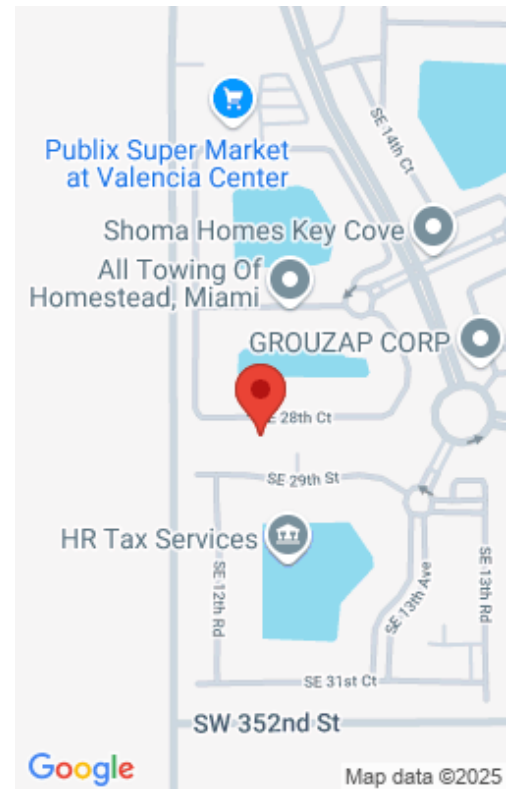 SE 14th Ct
Publix Super Market
at Valencia Center
Shoma Homes Key Cove
All Towing Of
Homestead, Miami
GROUZAP CORP
SE 28th Ct
SE 29th St
HR Tax Services
SE 12th Rd
SE 13th Ave
SE 13th Rd
SE 31st Ct
SW 352nd St
Google
Map data ©2025